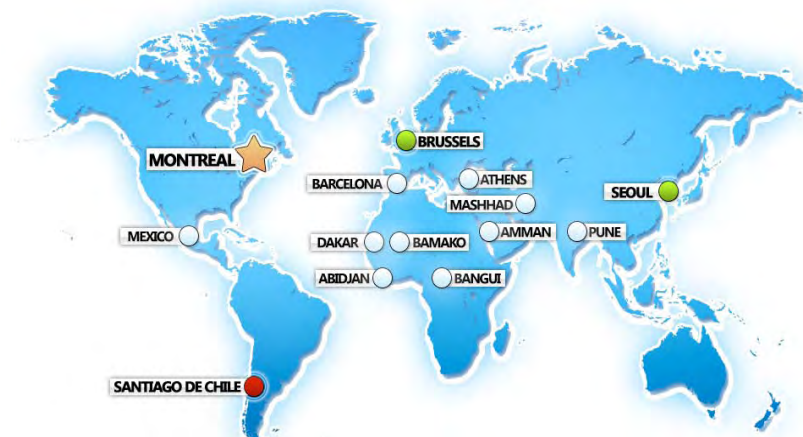 BRUSSELS
MONTREAL
BARCELONA
ATHENS
SEOUL
MASHHAD
MEXICO
DAKAR
BAMAKO
AMMAN
PUNE
ABIDJAN
BANGUI
SANTIAGO DE CHILE